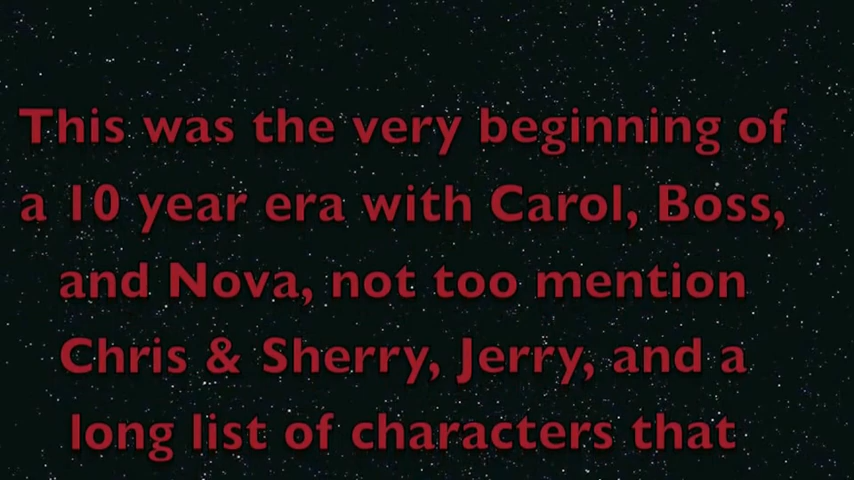 This was the very beginning of
a 10 year era with Carol, Boss,
and Nova, not too mention
Chris & Sherry, Jerry, and a
long list of characters that